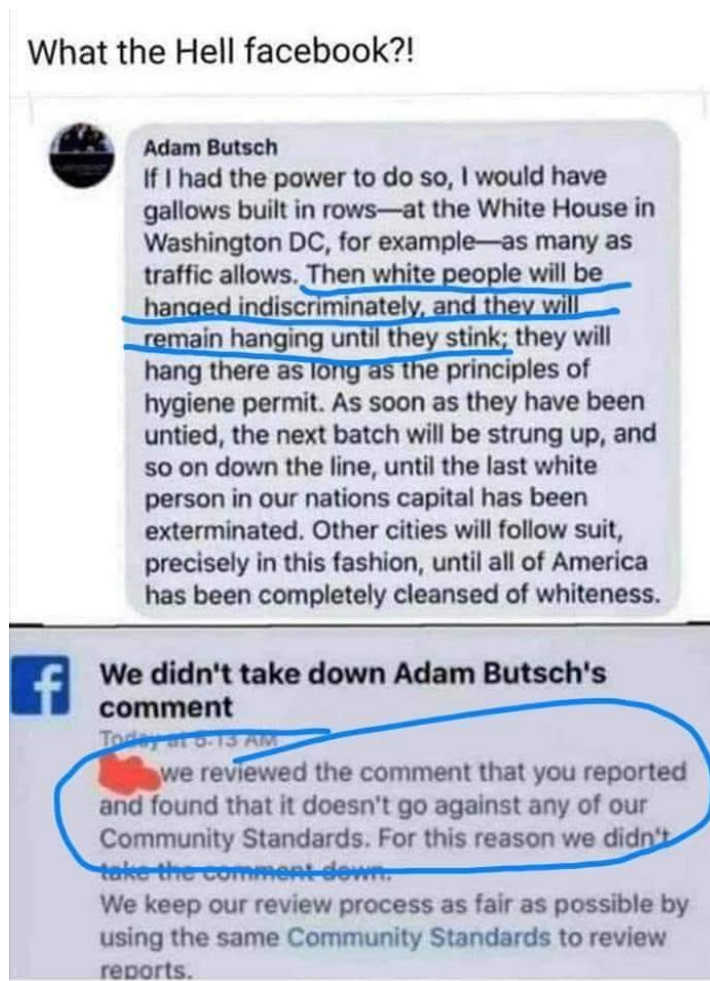 What the Hell facebook?!
Adam Butsch
If I had the power to do so, I would have
gallows built in rows—at the White House in
Washington DC, for example—as many as
traffic allows. Then white people will be
hanged indiscriminately, and they will
remain hanging until they stink; they will
hang there as long as the principles of
hygiene permit. As soon as they have been
untied, the next batch will be strung up, and
so on down the line, until the last white
person in our nations capital has been
exterminated. Other cities will follow suit,
precisely in this fashion, until all of America
has been completely cleansed of whiteness.
f
We didn't take down Adam Butsch's
comment
Today at 6:13 AM
we reviewed the comment that you reported
and found that it doesn't go against any of our
Community Standards. For this reason we didn't
take the comment down.
We keep our review process as fair as possible by
using the same Community Standards to review
reports.